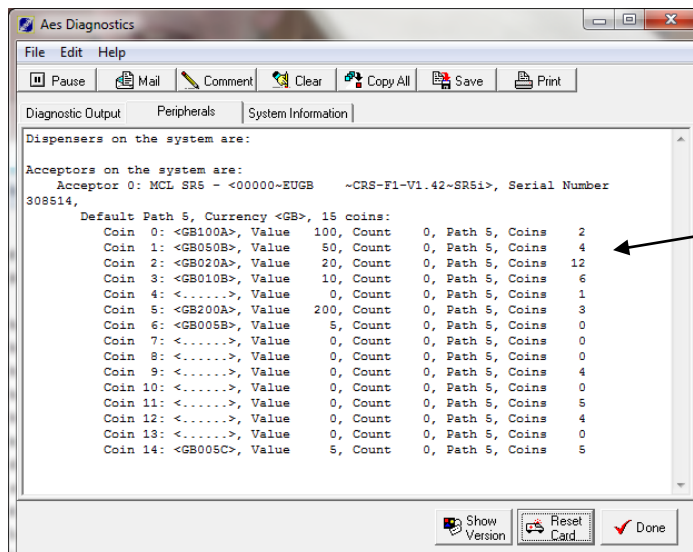 Aes Diagnostics
File Edit Help
Pause Mail Comment Clear Copy All Save Print
Diagnostic Output Peripherals System Information
Dispensers on the system are:
Acceptors on the system are:
Acceptor 0: MCL SR5 - <00000~EUGB ~CRS-F1-V1.42~SR5i>, Serial Number
308514,
Default Path 5, Currency <GB>, 15 coins:
Coin 0: <GB100A>, Value 100, Count 0, Path 5, Coins 2
Coin 1: <GB050B>, Value 50, Count 0, Path 5, Coins 4
Coin 2: <GB020A>, Value 20, Count 0, Path 5, Coins 12
Coin 3: <GB010B>, Value 10, Count 0, Path 5, Coins 6
Coin 4: <......>, Value 0, Count 0, Path 5, Coins 1
Coin 5: <GB200A>, Value 200, Count 0, Path 5, Coins 3
Coin 6: <GB005B>, Value 5, Count 0, Path 5, Coins 0
Coin 7: <......>, Value 0, Count 0, Path 5, Coins 0
Coin 8: <......>, Value 0, Count 0, Path 5, Coins 0
Coin 9: <......>, Value 0, Count 0, Path 5, Coins 4
Coin 10: <......>, Value 0, Count 0, Path 5, Coins 0
Coin 11: <......>, Value 0, Count 0, Path 5, Coins 5
Coin 12: <......>, Value 0, Count 0, Path 5, Coins 4
Coin 13: <......>, Value 0, Count 0, Path 5, Coins 0
Coin 14: <GB005C>, Value 5, Count 0, Path 5, Coins 5
Show Version Reset Card Done